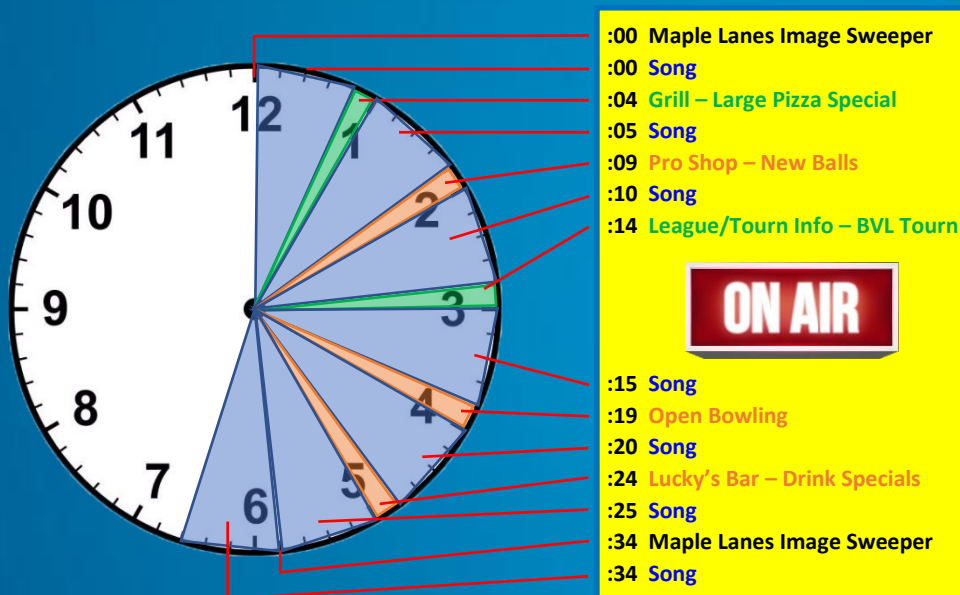 :00 Maple Lanes Image Sweeper
:00 Song
:04 Grill – Large Pizza Special
:05 Song
:09 Pro Shop – New Balls
:10 Song
:14 League/Tourn Info – BVL Tourn
ON AIR
:15 Song
:19 Open Bowling
:20 Song
:24 Lucky's Bar – Drink Specials
:25 Song
:34 Maple Lanes Image Sweeper
:34 Song
12
1
2
3
4
5
6
7
8
9
10
11